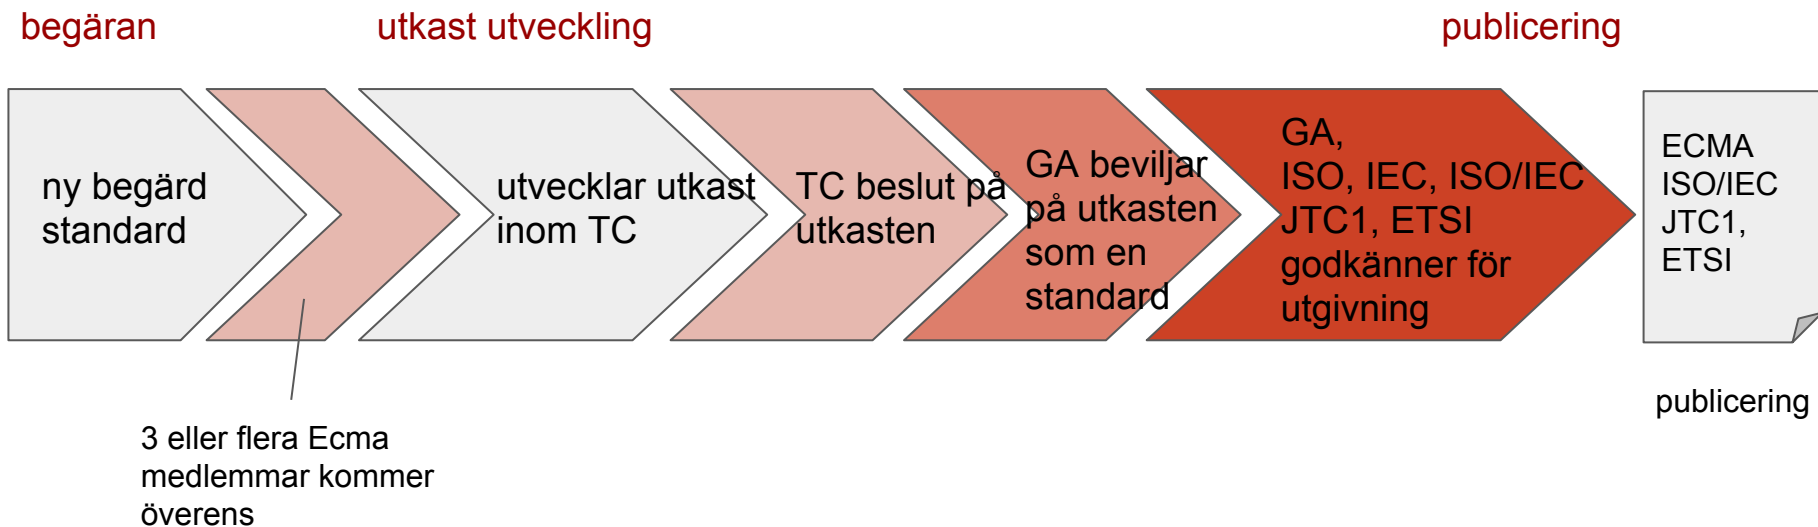 begäran
utkast utveckling
publicering
ny begärd
standard
utvecklar utkast
inom TC
TC beslut på
utkasten
GA beviljar
på utkasten
som en
standard
GA,
ISO, IEC, ISO/IEC
JTC1, ETSI
godkänner för
utgivning
ECMA
ISO/IEC
JTC1,
ETSI
publicering
3 eller flera Ecma
medlemmar kommer
överens